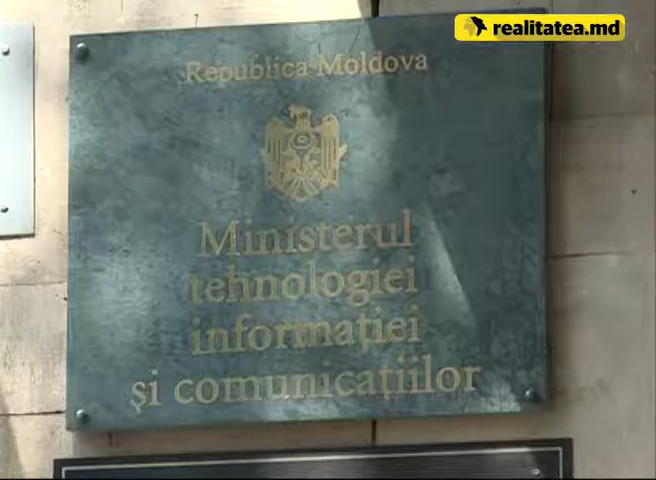 realitatea.md
Republica Moldova
Ministerul
tehnologiei
informaţiei
şi comunicaţiilor